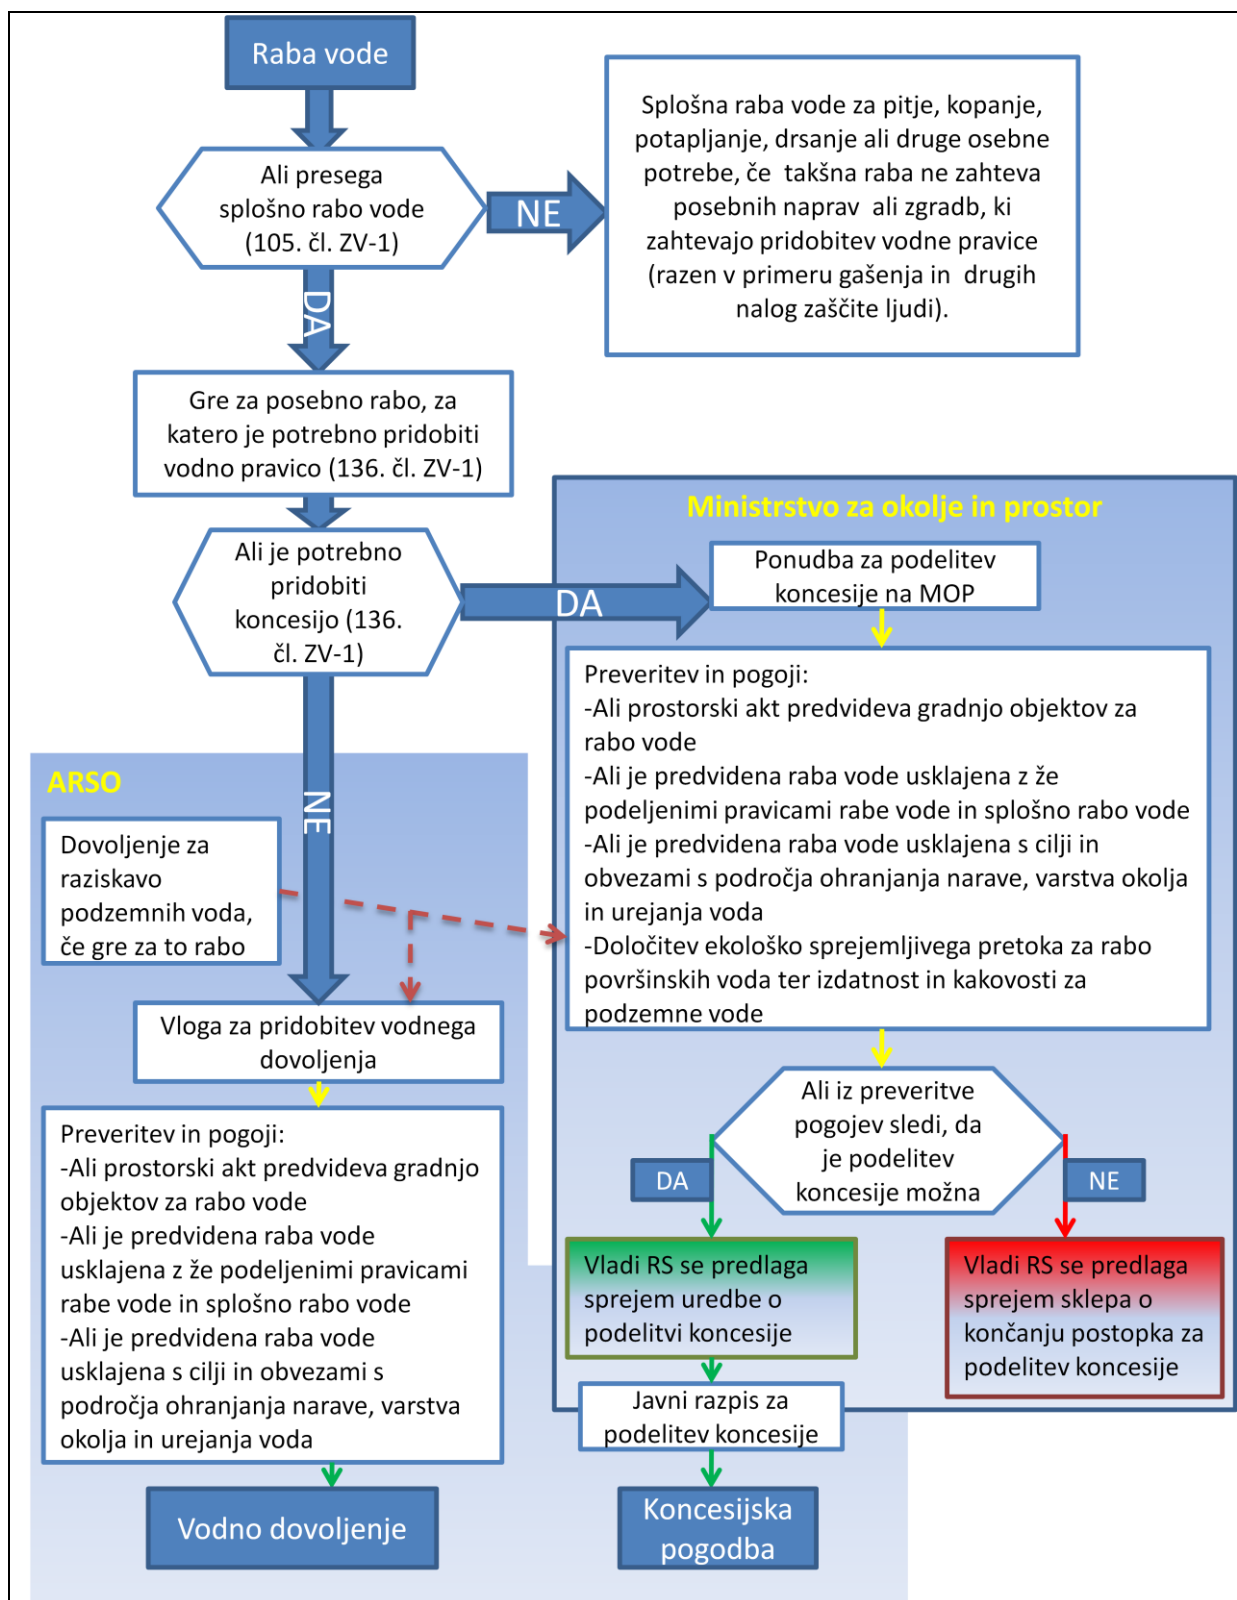 Raba vode
Ali presega
splošno rabo vode
(105. čl. ZV-1)
NE
Splošna raba vode za pitje, kopanje,
potapljanje, drsanje ali druge osebne
potrebe, če takšna raba ne zahteva
posebnih naprav ali zgradb, ki
zahtevajo pridobitev vodne pravice
(razen v primeru gašenja in drugih
nalog zaščite ljudi).
DA
Gre za posebno rabo, za
katero je potrebno pridobiti
vodno pravico (136. čl. ZV-1)
Ali je potrebno
pridobiti
koncesijo (136.
čl. ZV-1)
DA
Ministrstvo za okolje in prostor
Ponudba za podelitev
koncesije na MOP
Preveritev in pogoji:
-Ali prostorski akt predvideva gradnjo objektov za
rabo vode
-Ali je predvidena raba vode usklajena z že
podeljenimi pravicami rabe vode in splošno rabo vode
-Ali je predvidena raba vode usklajena s cilji in
obvezami s področja ohranjanja narave, varstva okolja
in urejanja voda
-Določitev ekološko sprejemljivega pretoka za rabo
površinskih voda ter izdatnost in kakovosti za
podzemne vode
Ali iz preveritve
pogojev sledi, da
je podelitev
koncesije možna
DA
NE
Vladi RS se predlaga
sprejem uredbe o
podelitvi koncesije
Vladi RS se predlaga
sprejem sklepa o
končanju postopka za
podelitev koncesije
Javni razpis za
podelitev koncesije
Koncesijska
pogodba
NE
ARSO
Dovoljenje za
raziskavo
podzemnih voda,
če gre za to rabo
Vloga za pridobitev vodnega
dovoljenja
Preveritev in pogoji:
-Ali prostorski akt predvideva gradnjo
objektov za rabo vode
-Ali je predvidena raba vode
usklajena z že podeljenimi pravicami
rabe vode in splošno rabo vode
-Ali je predvidena raba vode
usklajena s cilji in obvezami s
področja ohranjanja narave, varstva
okolja in urejanja voda
Vodno dovoljenje